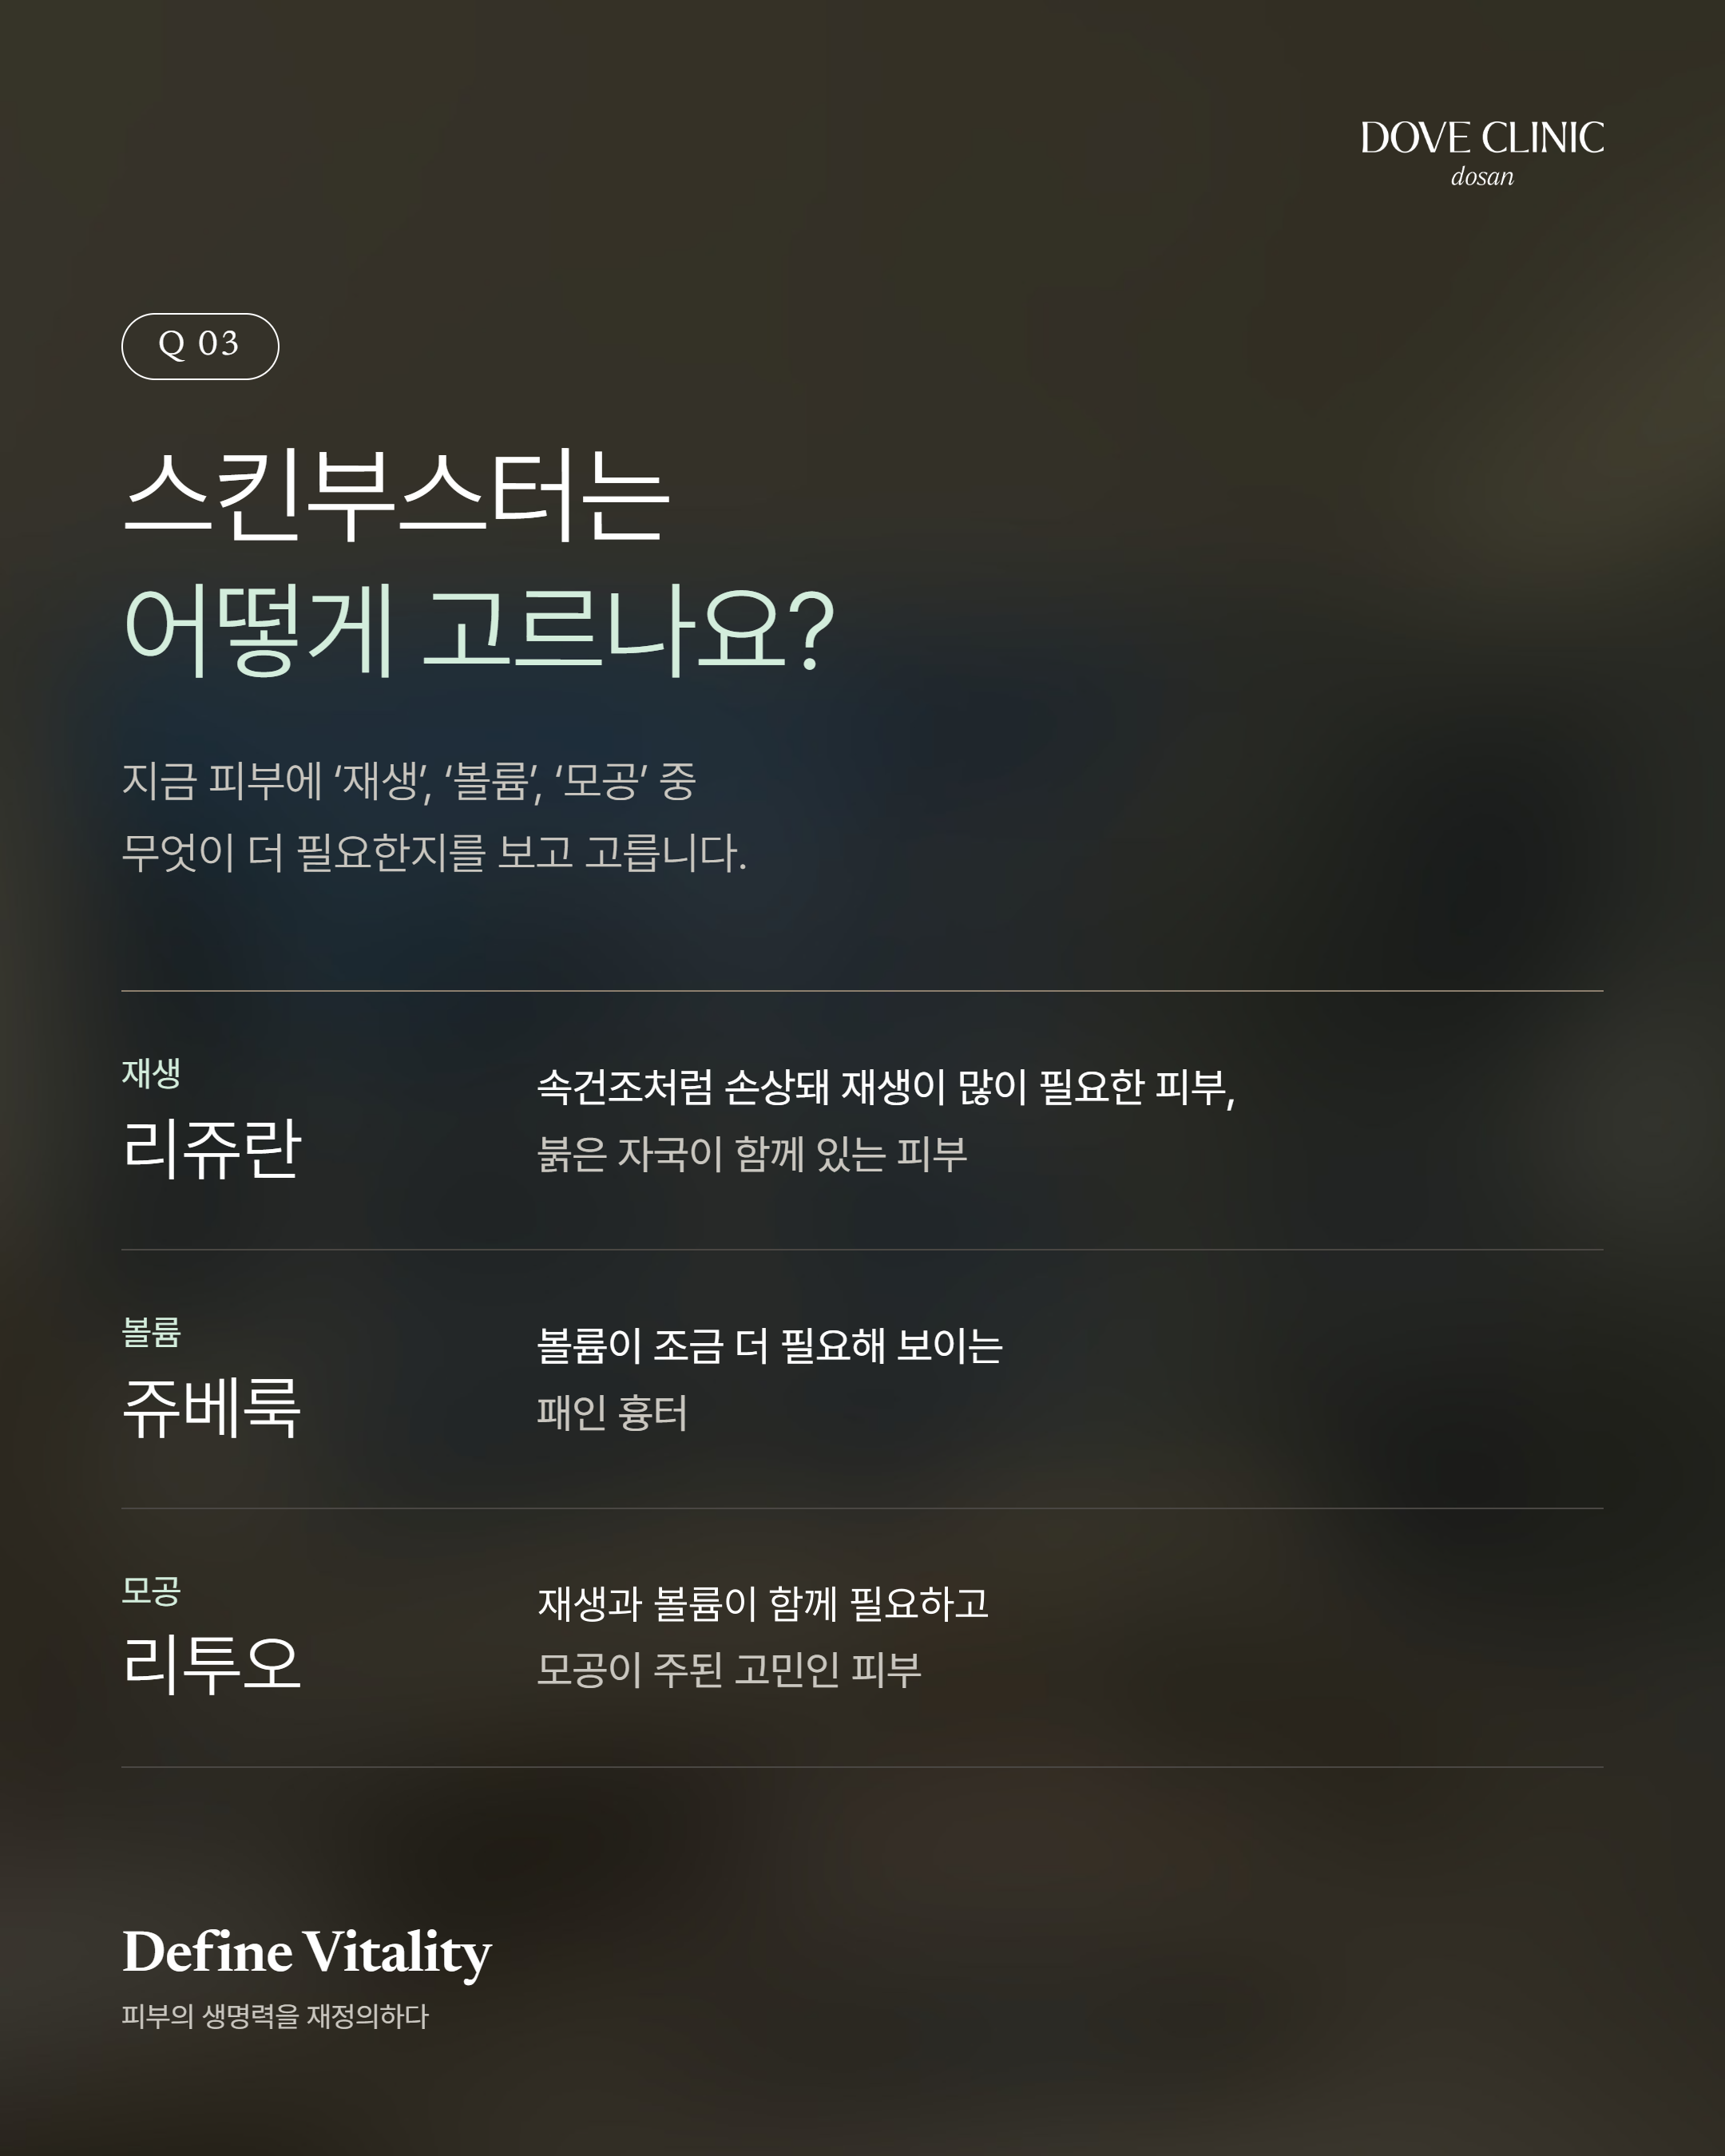 DOVE CLINIC
dosan
Q 03
스킨부스터는
어떻게 고르나요?
지금 피부에 ‘재생’, ‘볼륨’, ‘모공’ 중
무엇이 더 필요한지를 보고 고릅니다.
재생
리쥬란
속건조처럼 손상돼 재생이 많이 필요한 피부,
붉은 자국이 함께 있는 피부
볼륨
쥬베룩
볼륨이 조금 더 필요해 보이는
패인 흉터
모공
리투오
재생과 볼륨이 함께 필요하고
모공이 주된 고민인 피부
Define Vitality
피부의 생명력을 재정의하다